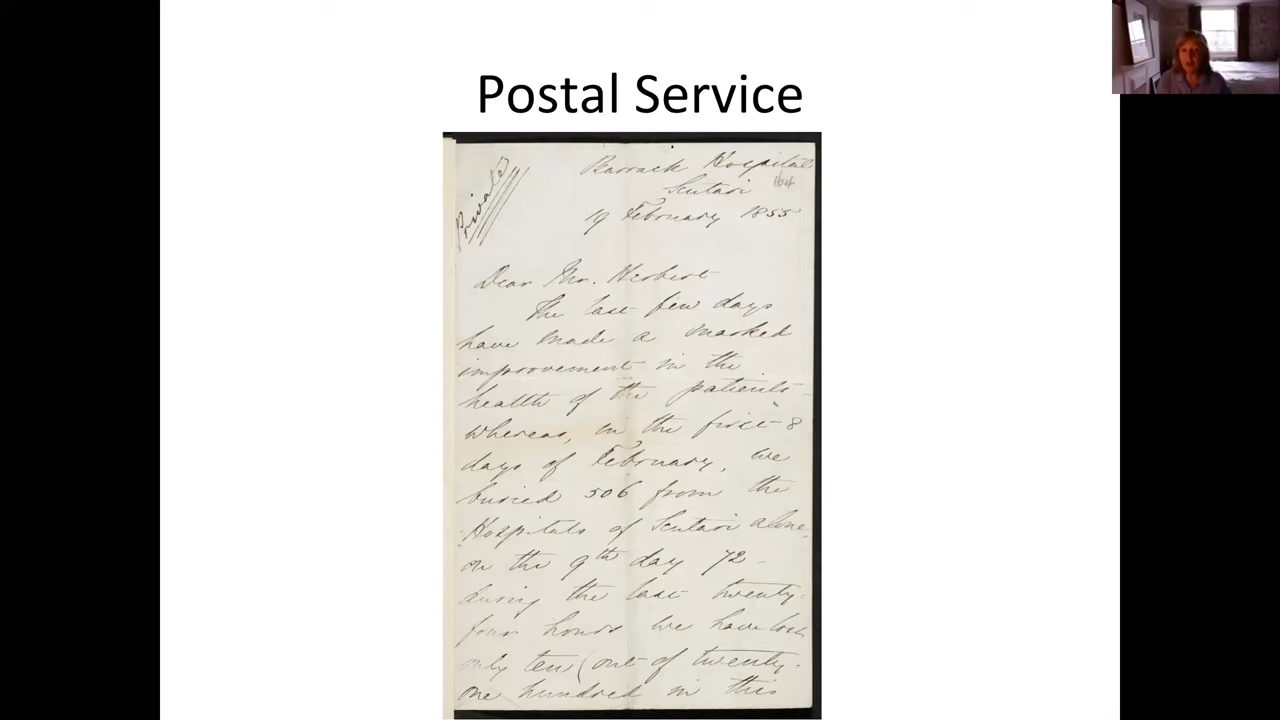 Postal Service
Private
Barrack Hospital
Scutari
164
19 February 1855
Dear Mr. Herbert
The last few days
have made a marked
improvement in the
health of the patients -
Whereas, in the first 8
days of February, we
buried 506 from the
Hospitals of Scutari alone,
on the 9th day 72 -
during the last twenty-
four hours we have lost
only ten (out of twenty-
one hundred in this